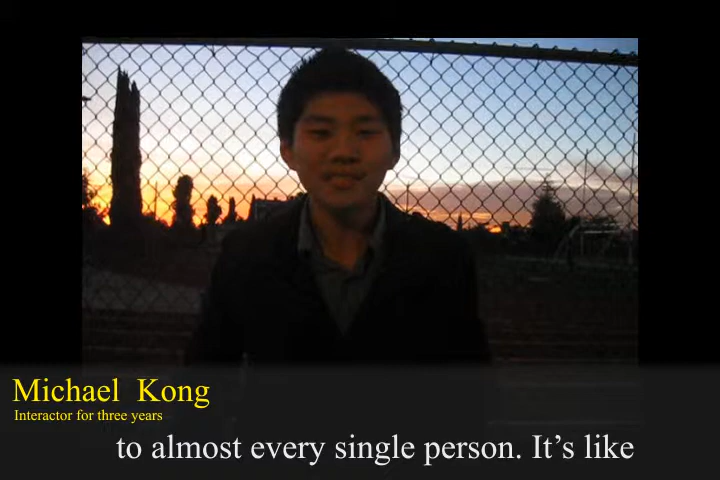 Michael Kong
Interactor for three years
to almost every single person. It’s like